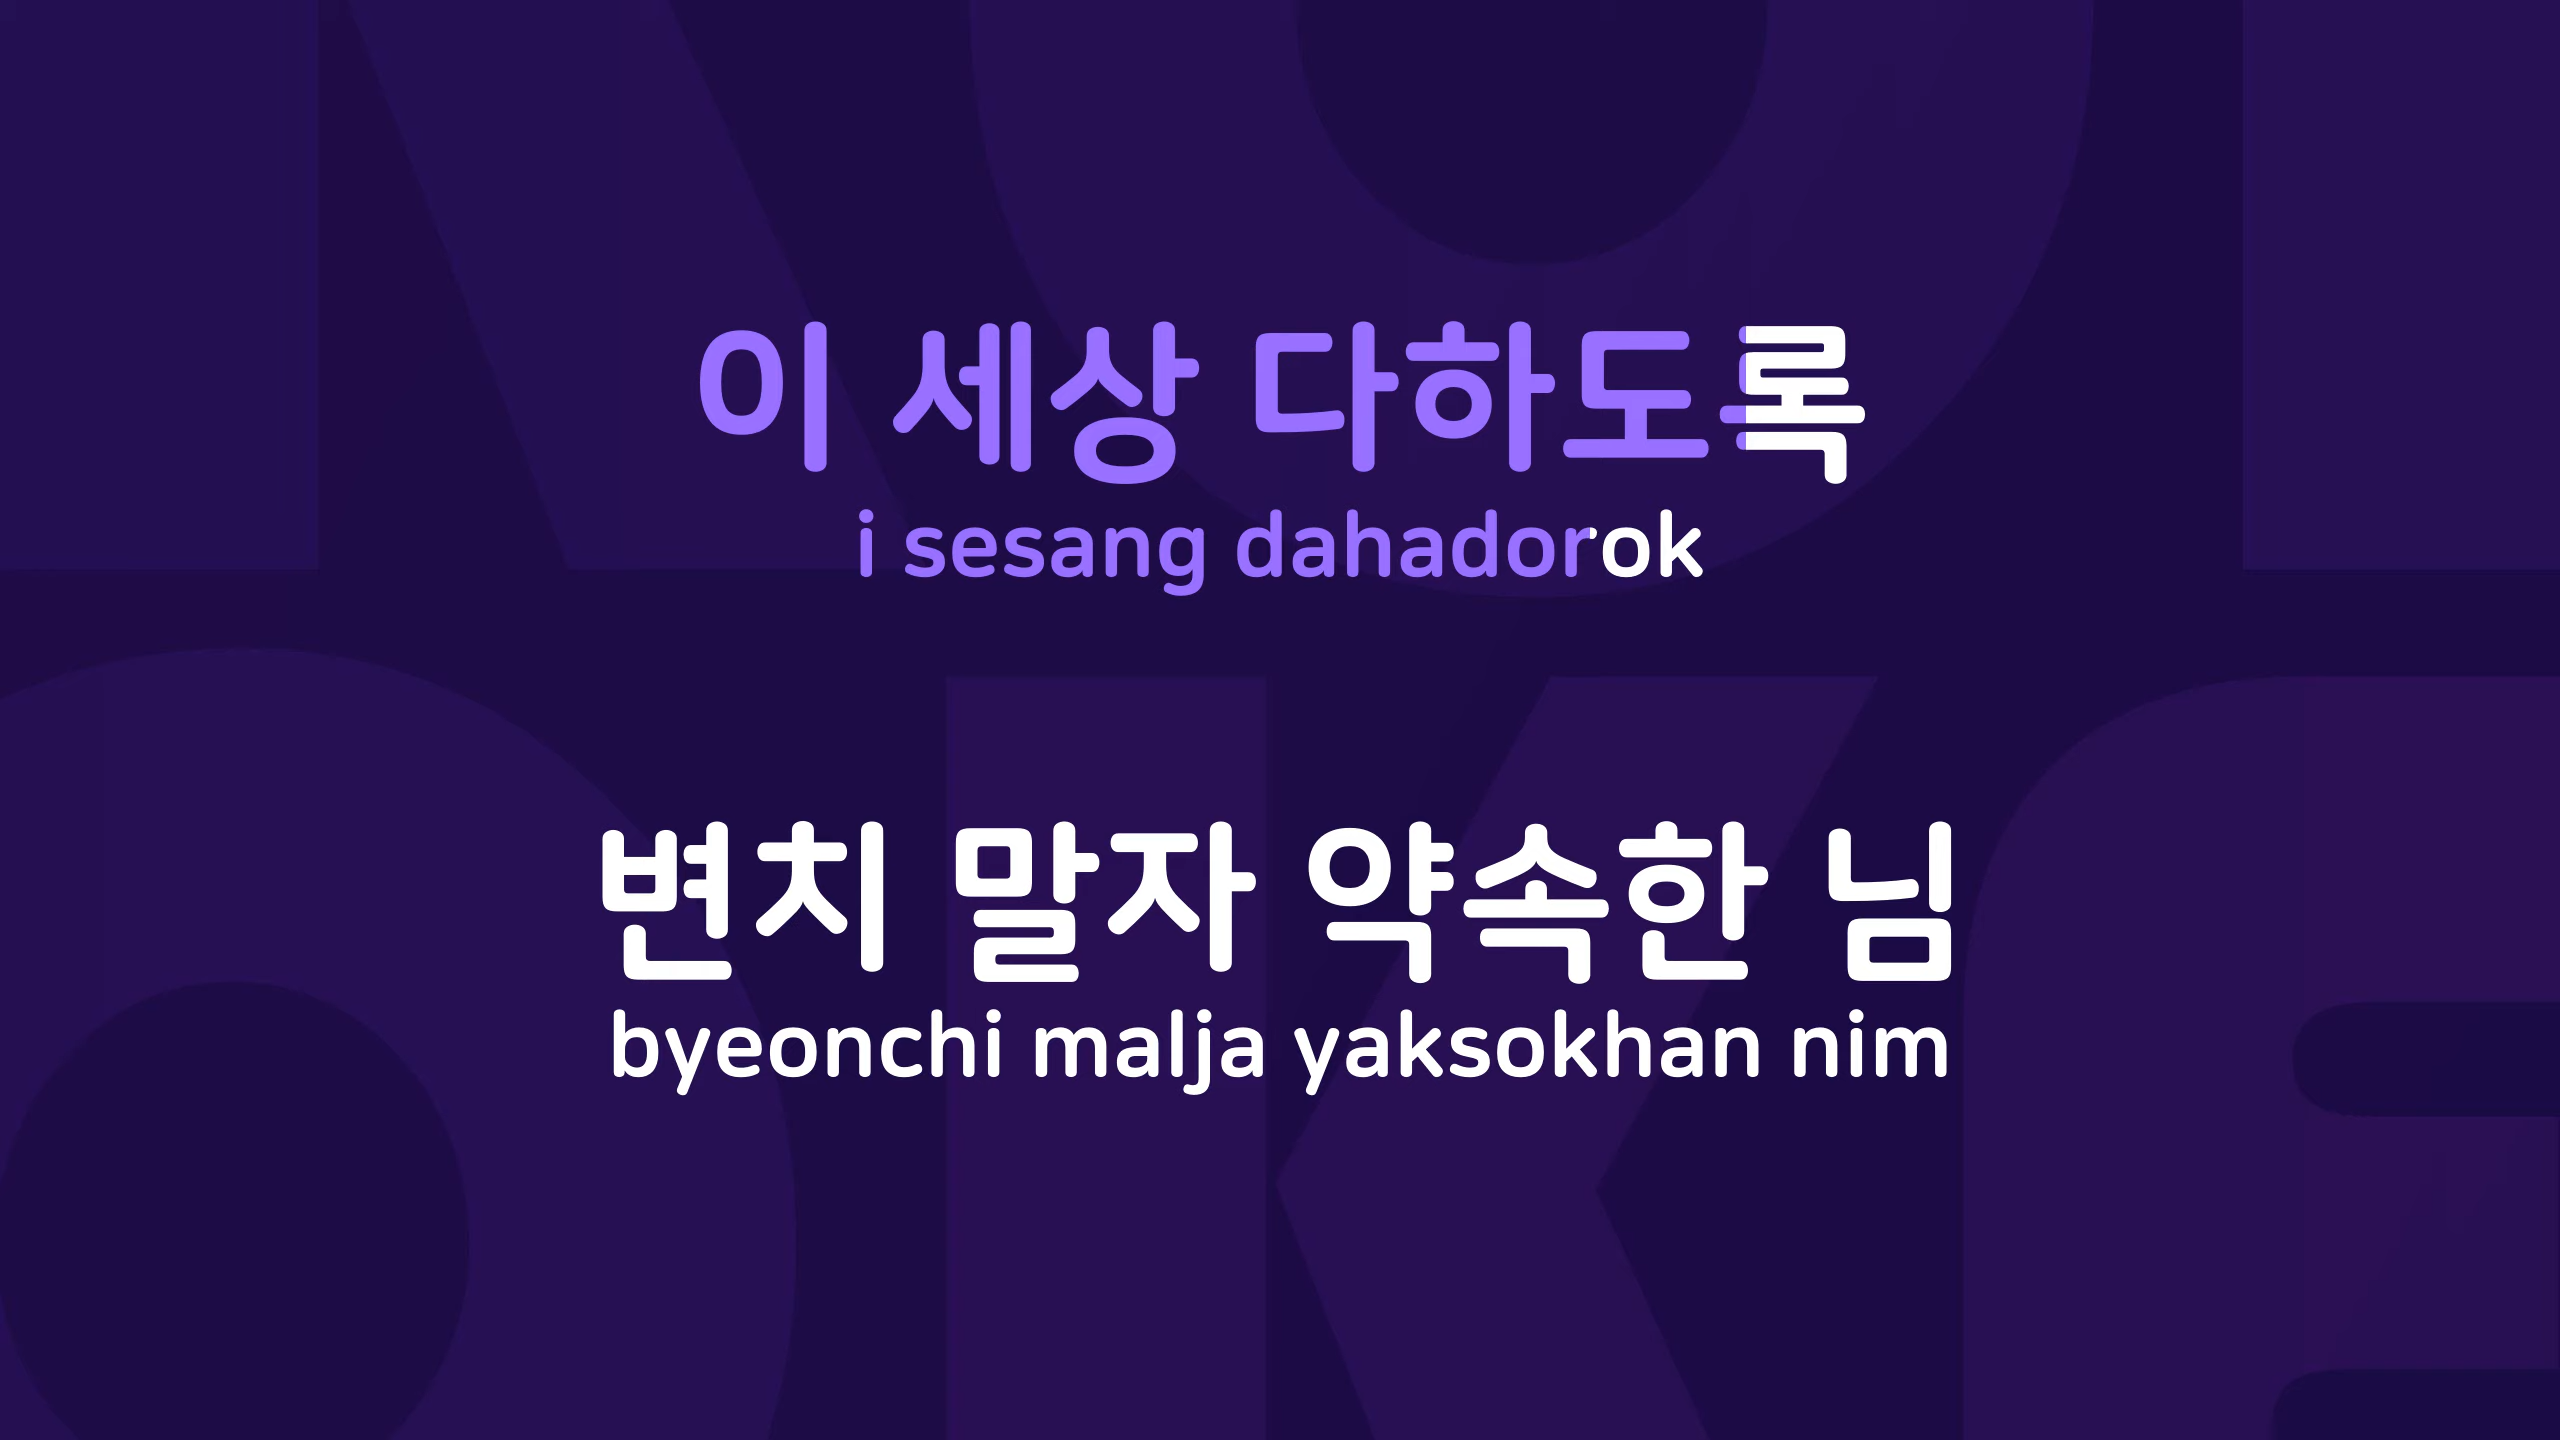 이 세상 다하도록
i sesang dahadorok
변치 말자 약속한 님
byeonchi malja yaksokhan nim